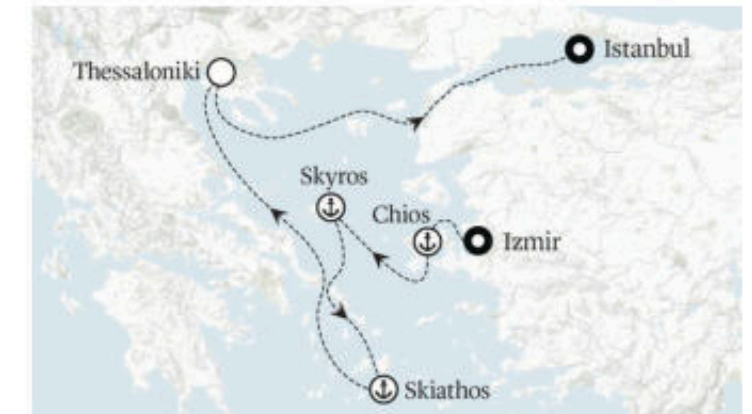 Istanbul
Thessaloniki
Skyros
Chios
Izmir
Skiathos